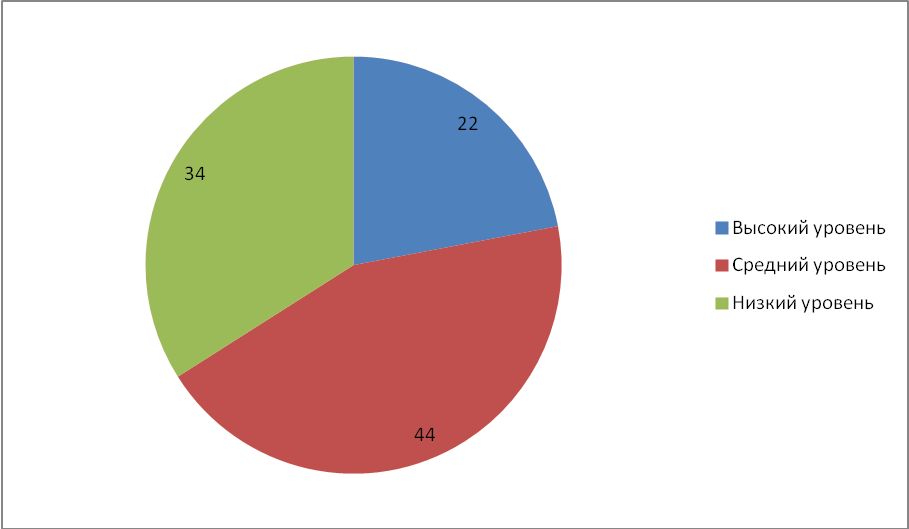 22
34
44
Высокий уровень
Средний уровень
Низкий уровень